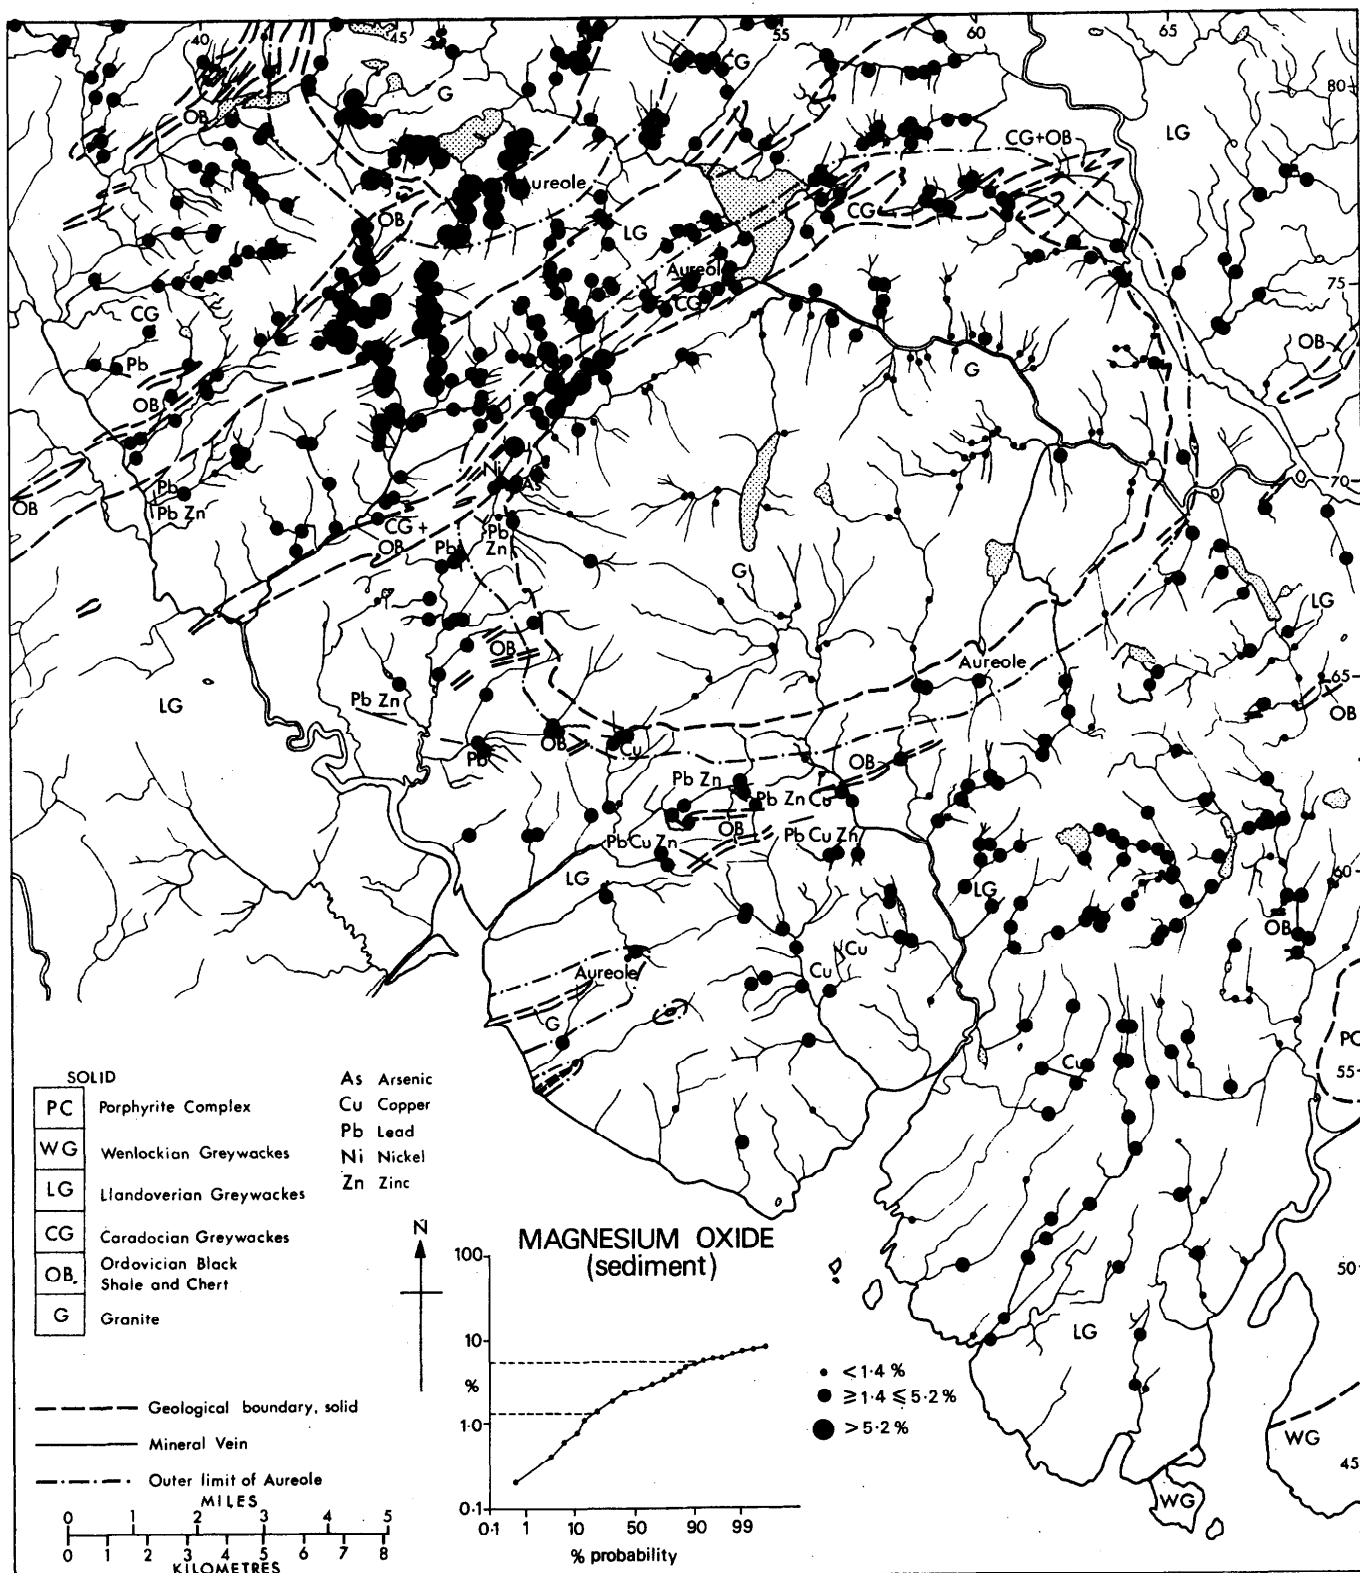 40
45
55
60
65
80
CG
G
LG
OB
CG+OB
Aureole
OB
CG
LG
Aureole
75
CG
CG
OB
Pb
G
OB
Ni
As
70
Pb
Pb Zn
OB
CG +
OB
Pb
Zn
Pb
G
LG
OB
Aureole
65
Pb Zn
LG
OB
OB
Cu
Pb
OB
Pb Zn
Pb Zn Cu
OB
Pb Cu Zn
Pb Cu Zn
LG
LG
60
OB
Cu
Cu
Aureole
G
PC
Cu
55
SOLID
PC Porphyrite Complex
WG Wenlockian Greywackes
LG Llandoverian Greywackes
CG Caradocian Greywackes
OB Ordovician Black
Shale and Chert
G Granite
As Arsenic
Cu Copper
Pb Lead
Ni Nickel
Zn Zinc
N
MAGNESIUM OXIDE
(sediment)
100
10
%
1·0
0·1
0·1 1 10 50 90 99
% probability
<1·4 %
≥1·4 ≤ 5·2 %
>5·2 %
50
LG
WG
45
WG
Geological boundary, solid
Mineral Vein
Outer limit of Aureole
MILES
0 1 2 3 4 5
0 1 2 3 4 5 6 7 8
KILOMETRES